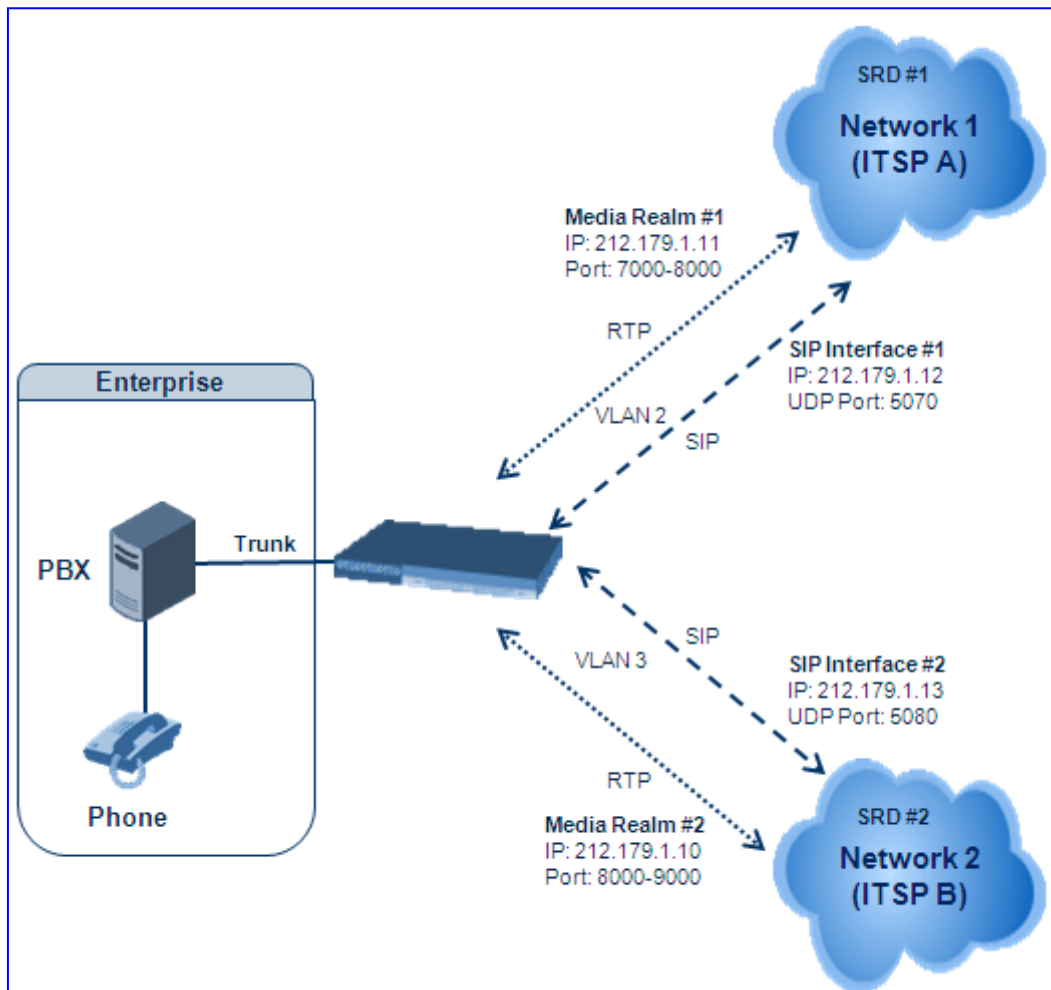 SRD #1
Network 1
(ITSP A)
Media Realm #1
IP: 212.179.1.11
Port: 7000-8000
RTP
SIP Interface #1
IP: 212.179.1.12
UDP Port: 5070
VLAN 2
SIP
Enterprise
PBX
Trunk
Phone
SIP
VLAN 3
SIP Interface #2
IP: 212.179.1.13
UDP Port: 5080
RTP
Media Realm #2
IP: 212.179.1.10
Port: 8000-9000
SRD #2
Network 2
(ITSP B)